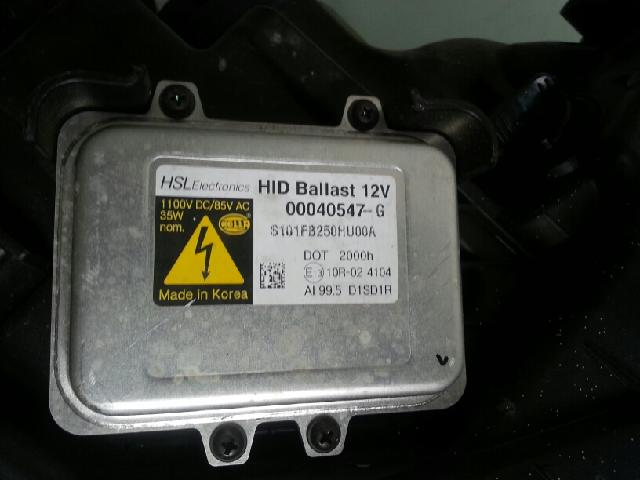 HSL Electronics HID Ballast 12V
1100V DC/85V AC
35W
nom.
HELLA
00040547-G
S101FB250HU00A
DOT 2000h
E 10R-02 4104
AI 99.5 D1SD1R
Made in Korea
v